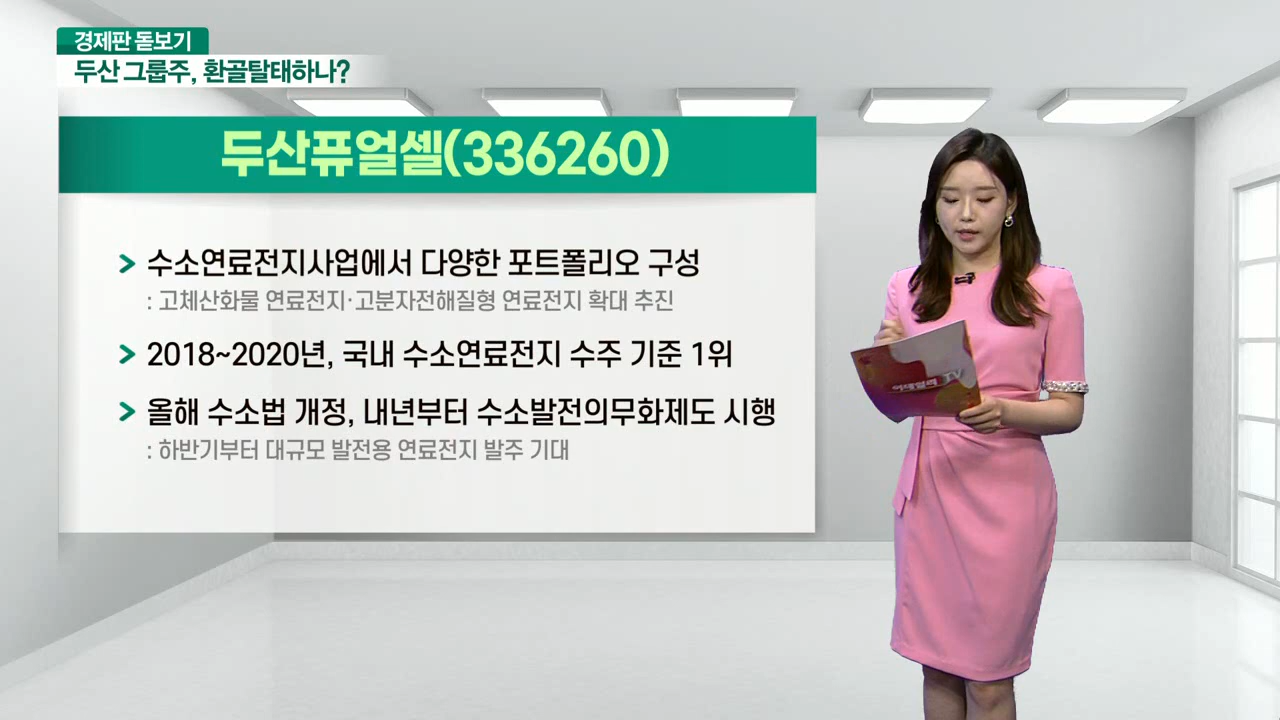 경제판 돋보기
두산 그룹주, 환골탈태하나?
두산퓨얼셀(336260)
수소연료전지사업에서 다양한 포트폴리오 구성
: 고체산화물 연료전지·고분자전해질형 연료전지 확대 추진
2018~2020년, 국내 수소연료전지 수주 기준 1위
올해 수소법 개정, 내년부터 수소발전의무화제도 시행
: 하반기부터 대규모 발전용 연료전지 발주 기대
이데일리 TV